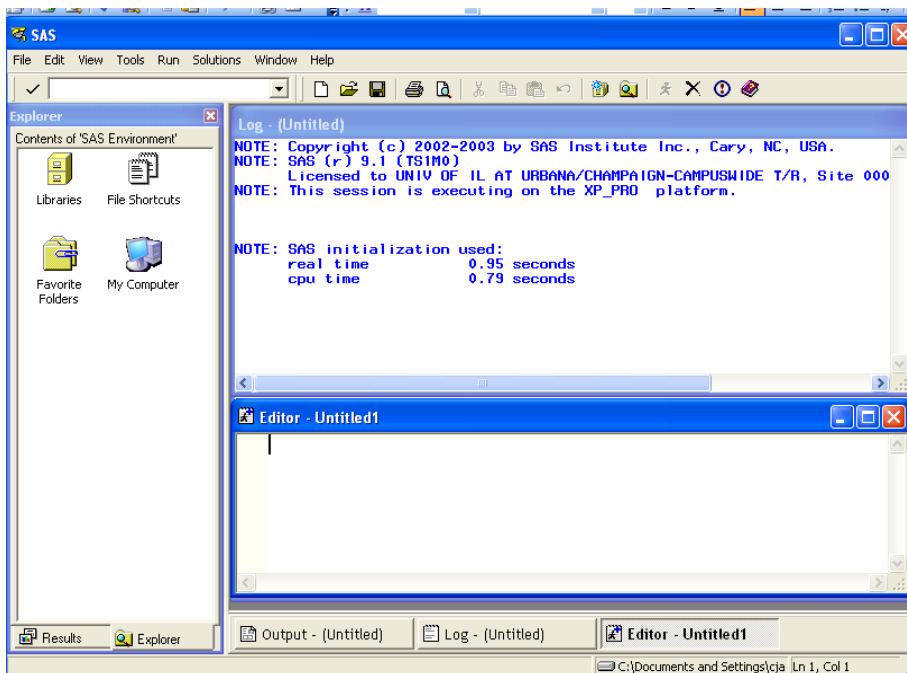 SAS
File Edit View Tools Run Solutions Window Help
Explorer
Contents of 'SAS Environment'
Libraries
File Shortcuts
Favorite
Folders
My Computer
Log - (Untitled)
NOTE: Copyright (c) 2002-2003 by SAS Institute Inc., Cary, NC, USA.
NOTE: SAS (r) 9.1 (TS1M0)
Licensed to UNIV OF IL AT URBANA/CHAMPAIGN-CAMPUSWIDE T/R, Site 000
NOTE: This session is executing on the XP_PRO platform.
NOTE: SAS initialization used:
real time 0.95 seconds
cpu time 0.79 seconds
Editor - Untitled1
Results
Explorer
Output - (Untitled)
Log - (Untitled)
Editor - Untitled1
C:\Documents and Settings\cja
Ln 1, Col 1